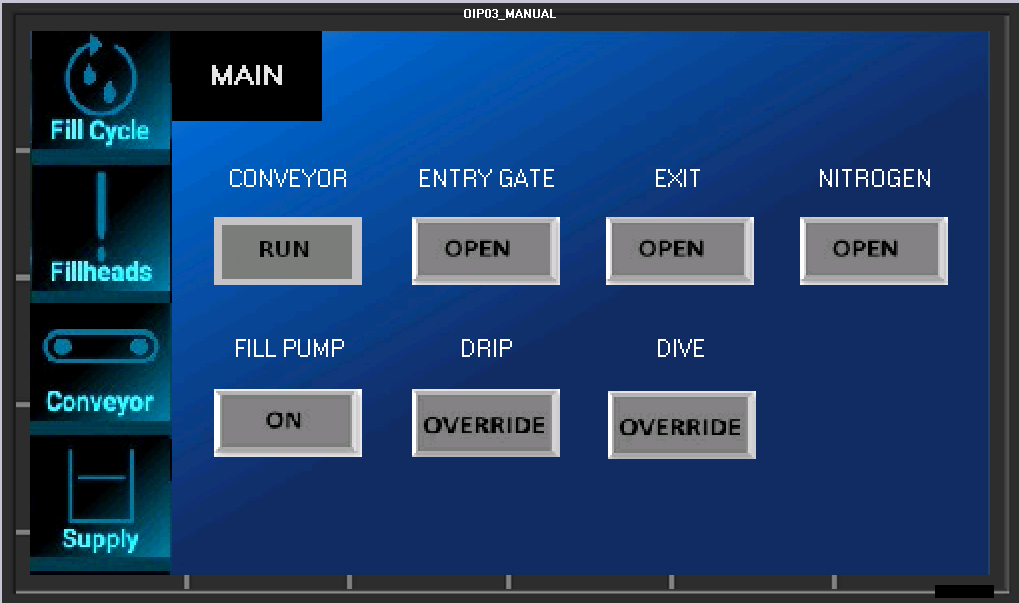 OIP03_MANUAL
MAIN
Fill Cycle
Fillheads
Conveyor
Supply
CONVEYOR ENTRY GATE EXIT NITROGEN
RUN OPEN OPEN OPEN
FILL PUMP DRIP DIVE
ON OVERRIDE OVERRIDE